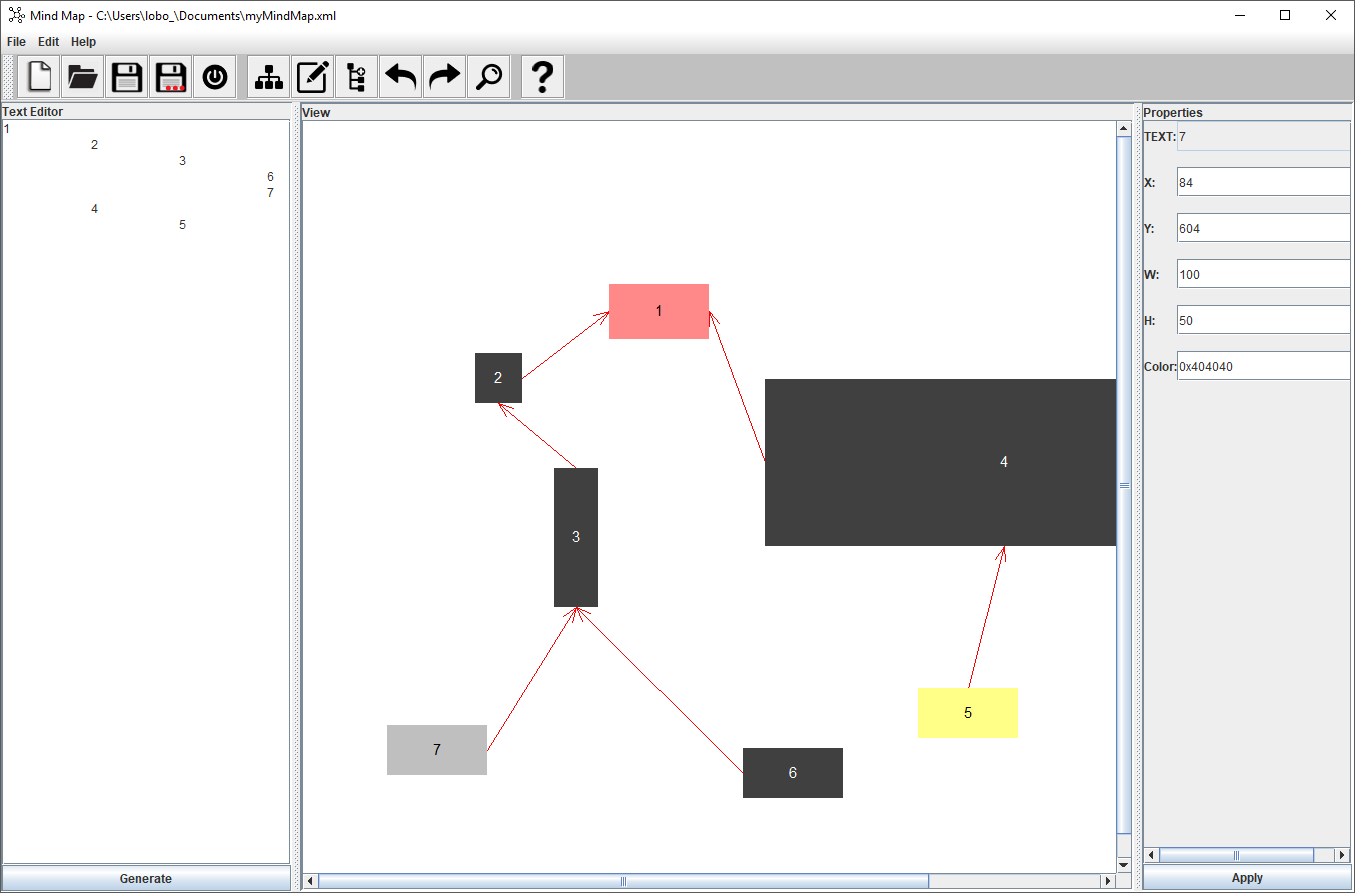 Mind Map - C:\Users\lobo_\Documents\myMindMap.xml
File Edit Help
Text Editor
1
2
3
6
7
4
5
Generate
View
1
2
4
3
5
7
6
Properties
TEXT: 7
X: 84
Y: 604
W: 100
H: 50
Color: 0x404040
Apply